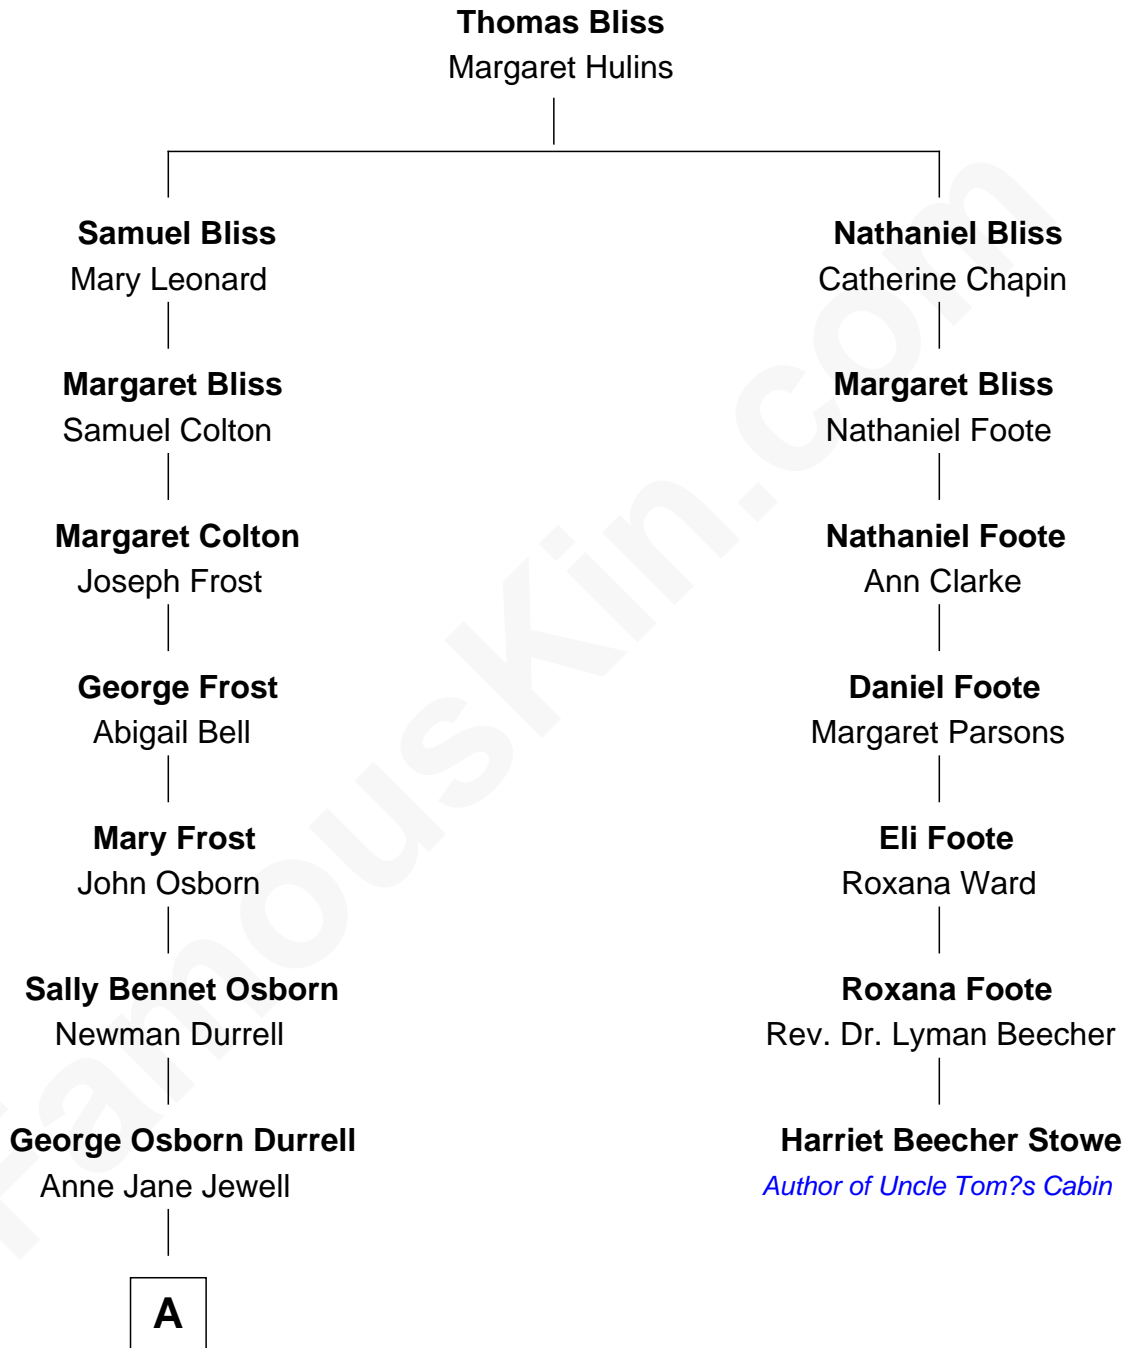 Thomas Bliss
Margaret Hulins
Samuel Bliss
Mary Leonard
Nathaniel Bliss
Catherine Chapin
Margaret Bliss
Samuel Colton
Margaret Bliss
Nathaniel Foote
Margaret Colton
Joseph Frost
Nathaniel Foote
Ann Clarke
George Frost
Abigail Bell
Daniel Foote
Margaret Parsons
Mary Frost
John Osborn
Eli Foote
Roxana Ward
Sally Bennet Osborn
Newman Durrell
Roxana Foote
Rev. Dr. Lyman Beecher
George Osborn Durrell
Anne Jane Jewell
Harriet Beecher Stowe
Author of Uncle Tom?s Cabin
A
FamousKin.com